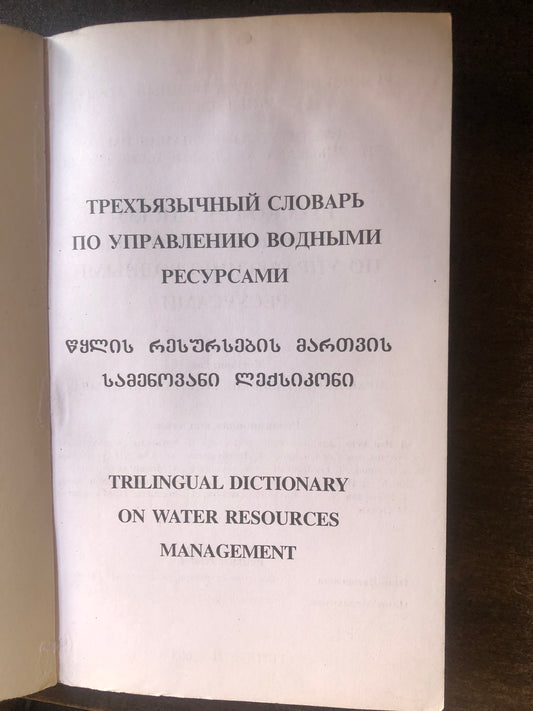 ТРЕХЪЯЗЫЧНЫЙ СЛОВАРЬ
ПО УПРАВЛЕНИЮ ВОДНЫМИ
РЕСУРСАМИ
წყლის რესურსების მართვის
სამენოვანი ლექსიკონი
TRILINGUAL DICTIONARY
ON WATER RESOURCES
MANAGEMENT